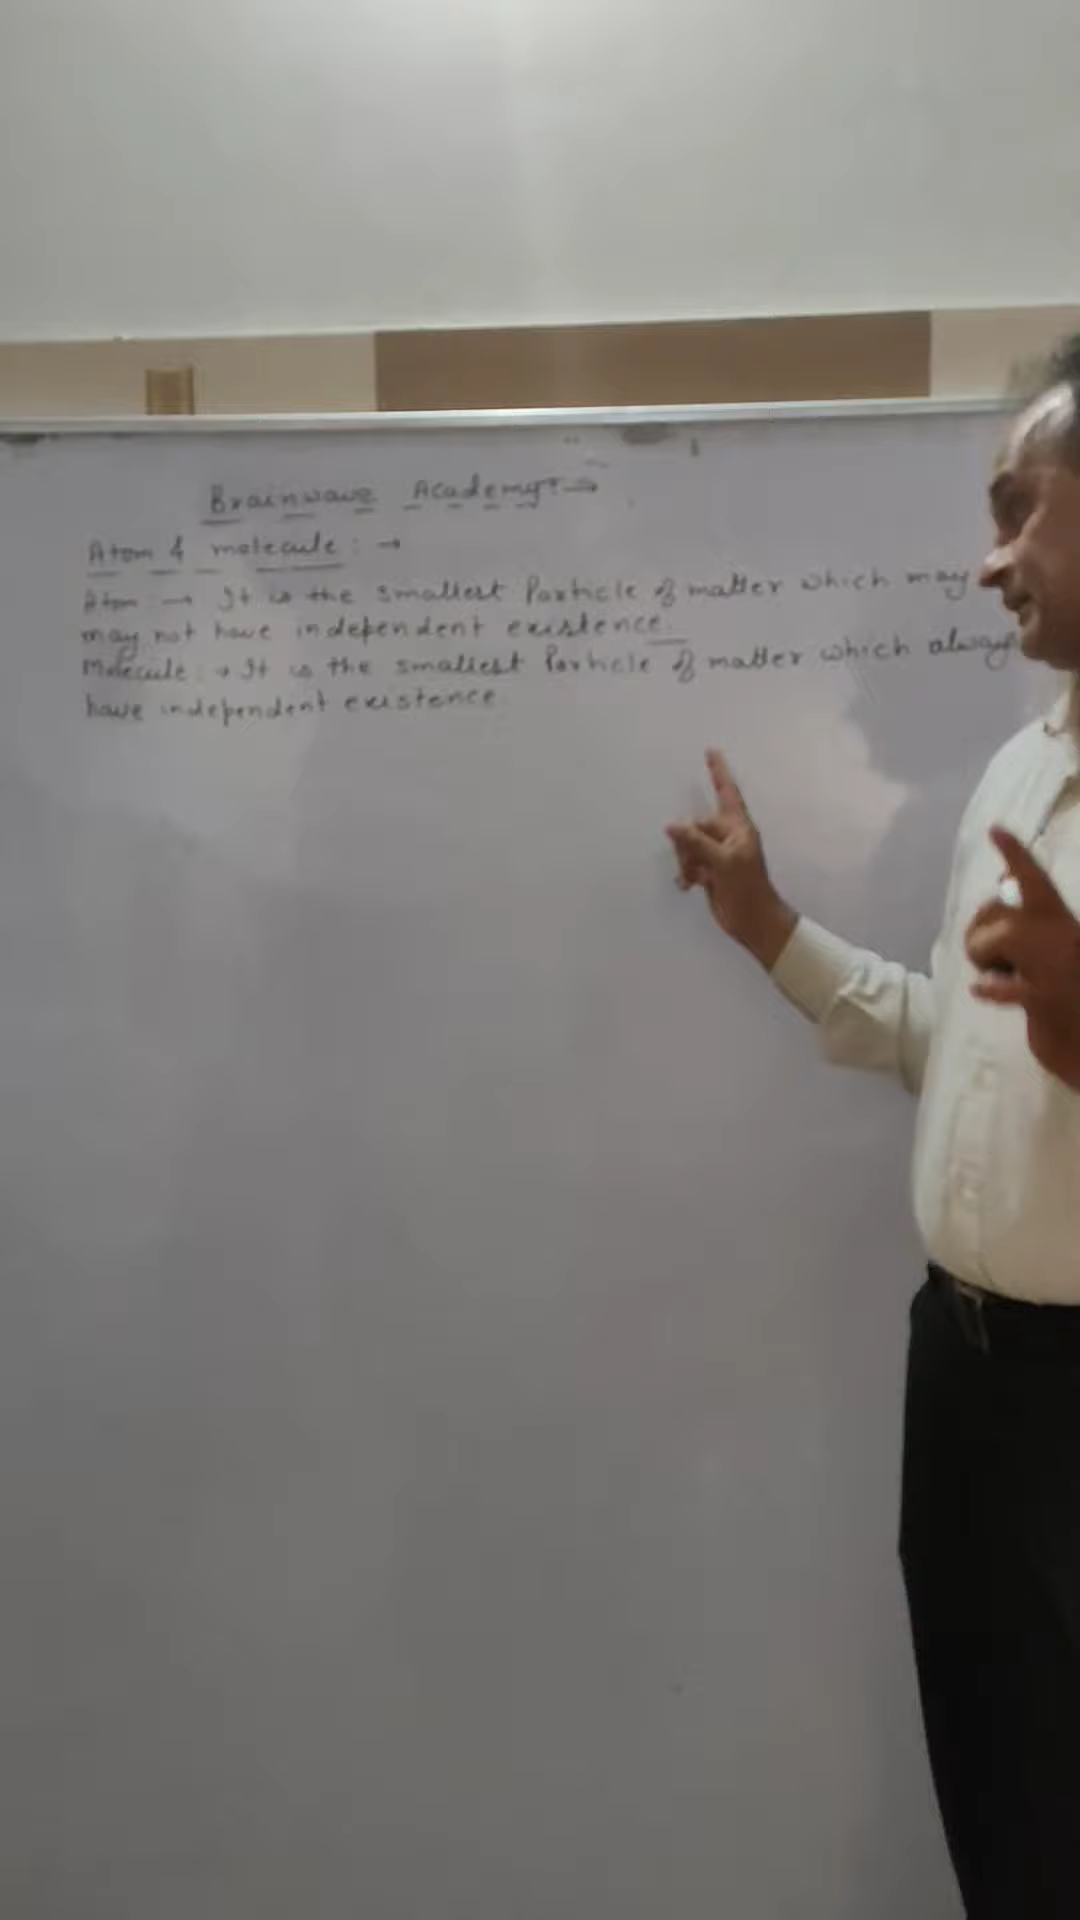 Brainwave Academy :→
Atom & molecule : →
Atom : → It is the smallest Particle of matter which may
may not have independent existence.
Molecule : → It is the smallest Particle of matter which always
have independent existence